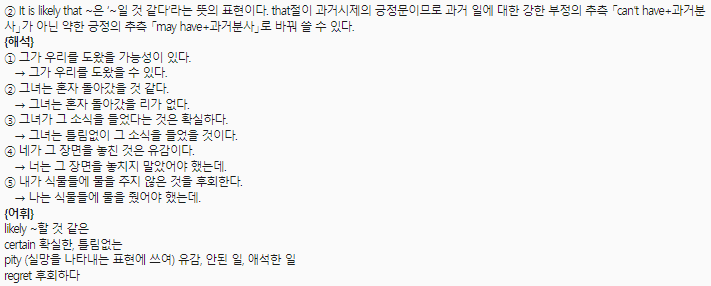 ② It is likely that ~은 '~일 것 같다'라는 뜻의 표현이다. that절이 과거시제의 긍정문이므로 과거 일에 대한 강한 부정의 추측 「can't have+과거분
사」가 아닌 약한 긍정의 추측 「may have+과거분사」로 바꿔 쓸 수 있다.
{해석}
① 그가 우리를 도왔을 가능성이 있다.
→ 그가 우리를 도왔을 수 있다.
② 그녀는 혼자 돌아갔을 것 같다.
→ 그녀는 혼자 돌아갔을 리가 없다.
③ 그녀가 그 소식을 들었다는 것은 확실하다.
→ 그녀는 틀림없이 그 소식을 들었을 것이다.
④ 네가 그 장면을 놓친 것은 유감이다.
→ 너는 그 장면을 놓치지 말았어야 했는데.
⑤ 내가 식물들에 물을 주지 않은 것을 후회한다.
→ 나는 식물들에 물을 줬어야 했는데.
{어휘}
likely ~할 것 같은
certain 확실한, 틀림없는
pity (실망을 나타내는 표현에 쓰여) 유감, 안된 일, 애석한 일
regret 후회하다